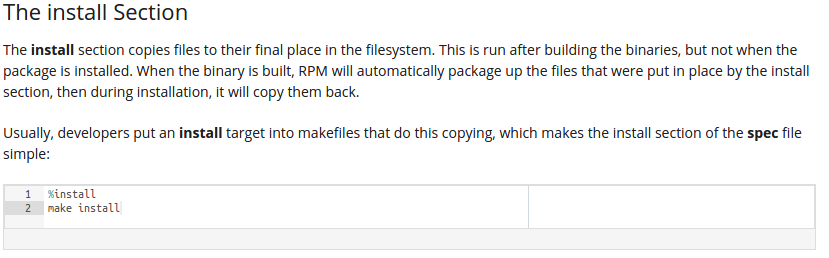 The install Section
The install section copies files to their final place in the filesystem. This is run after building the binaries, but not when the
package is installed. When the binary is built, RPM will automatically package up the files that were put in place by the install
section, then during installation, it will copy them back.
Usually, developers put an install target into makefiles that do this copying, which makes the install section of the spec file
simple:
1 %install
2 make install